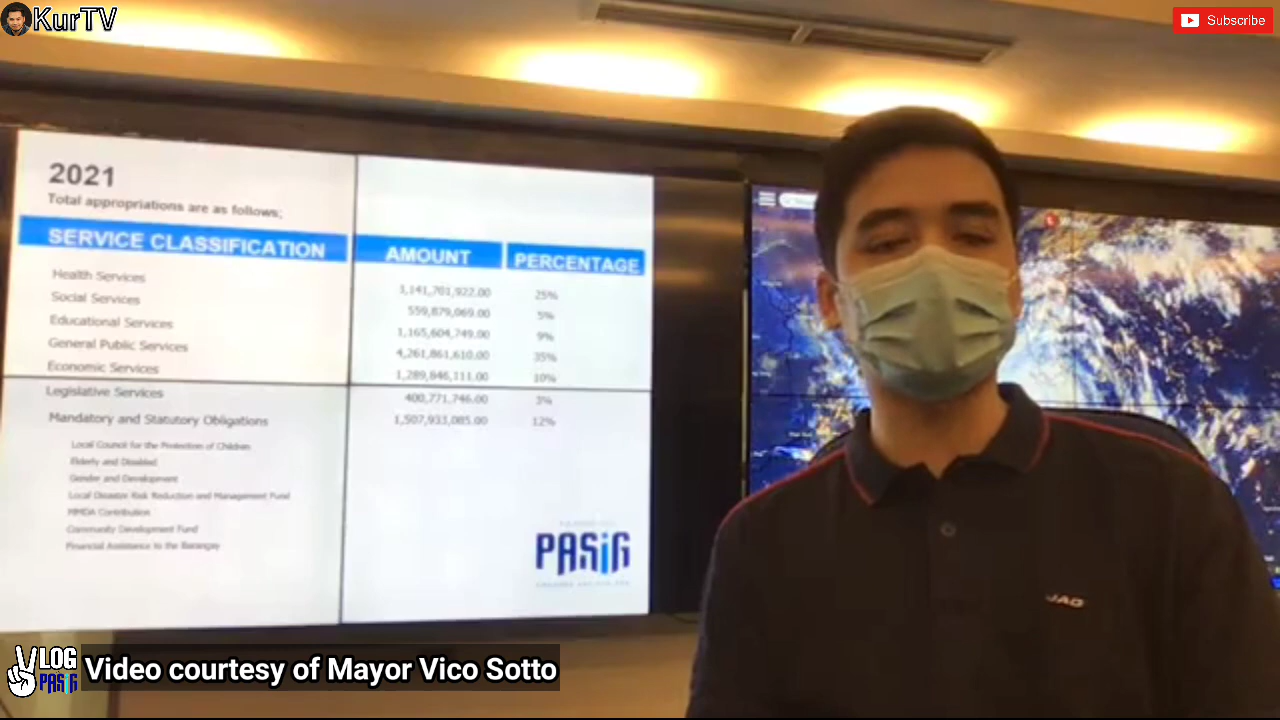 KurTV
Subscribe
2021
Total appropriations are as follows;
SERVICE CLASSIFICATION AMOUNT PERCENTAGE
Health Services 3,141,701,922.00 25%
Social Services 559,879,069.00 5%
Educational Services 1,165,604,749.00 9%
General Public Services 4,261,861,610.00 35%
Economic Services 1,289,846,111.00 10%
Legislative Services 400,771,746.00 3%
Mandatory and Statutory Obligations 1,507,933,085.00 12%
Local Council for the Protection of Children
Elderly and Disabled
Gender and Development
Local Disaster Risk Reduction and Management Fund
MMDA Contribution
Community Development Fund
Financial Assistance to the Barangay
PASiG
JAG
VLOG
PASiG
Video courtesy of Mayor Vico Sotto